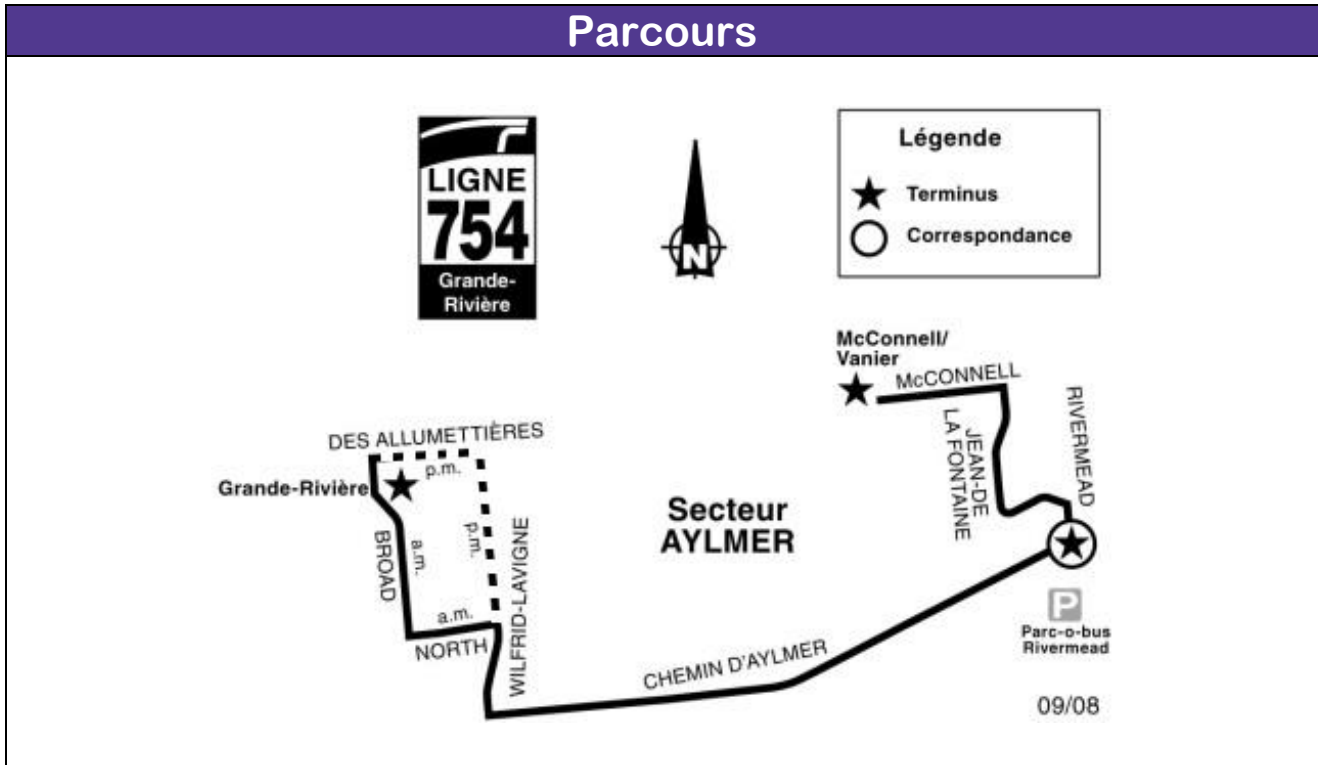 Parcours
LIGNE
754
Grande-
Rivière
N
Légende
Terminus
Correspondance
McConnell/
Vanier
McCONNELL
RIVERMEAD
JEAN-DE
LA FONTAINE
DES ALLUMETTIÈRES
p.m.
Grande-Rivière
p.m.
a.m.
BROAD
a.m.
NORTH
WILFRID-LAVIGNE
Secteur
AYLMER
CHEMIN D'AYLMER
P
Parc-o-bus
Rivermead
09/08